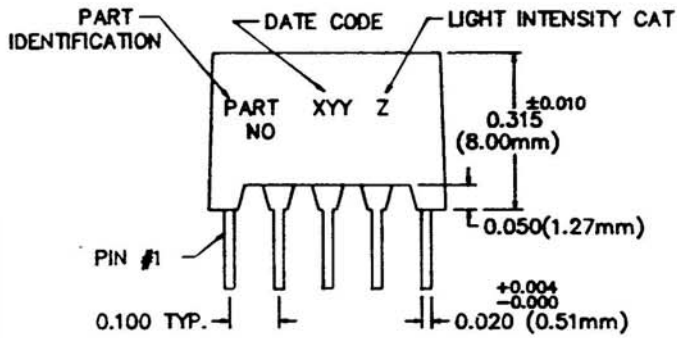 PART
IDENTIFICATION
DATE CODE
LIGHT INTENSITY CAT
PART XYY Z
NO
±0.010
0.315
(8.00mm)
0.050(1.27mm)
PIN #1
+0.004
-0.000
0.100 TYP.
0.020 (0.51mm)